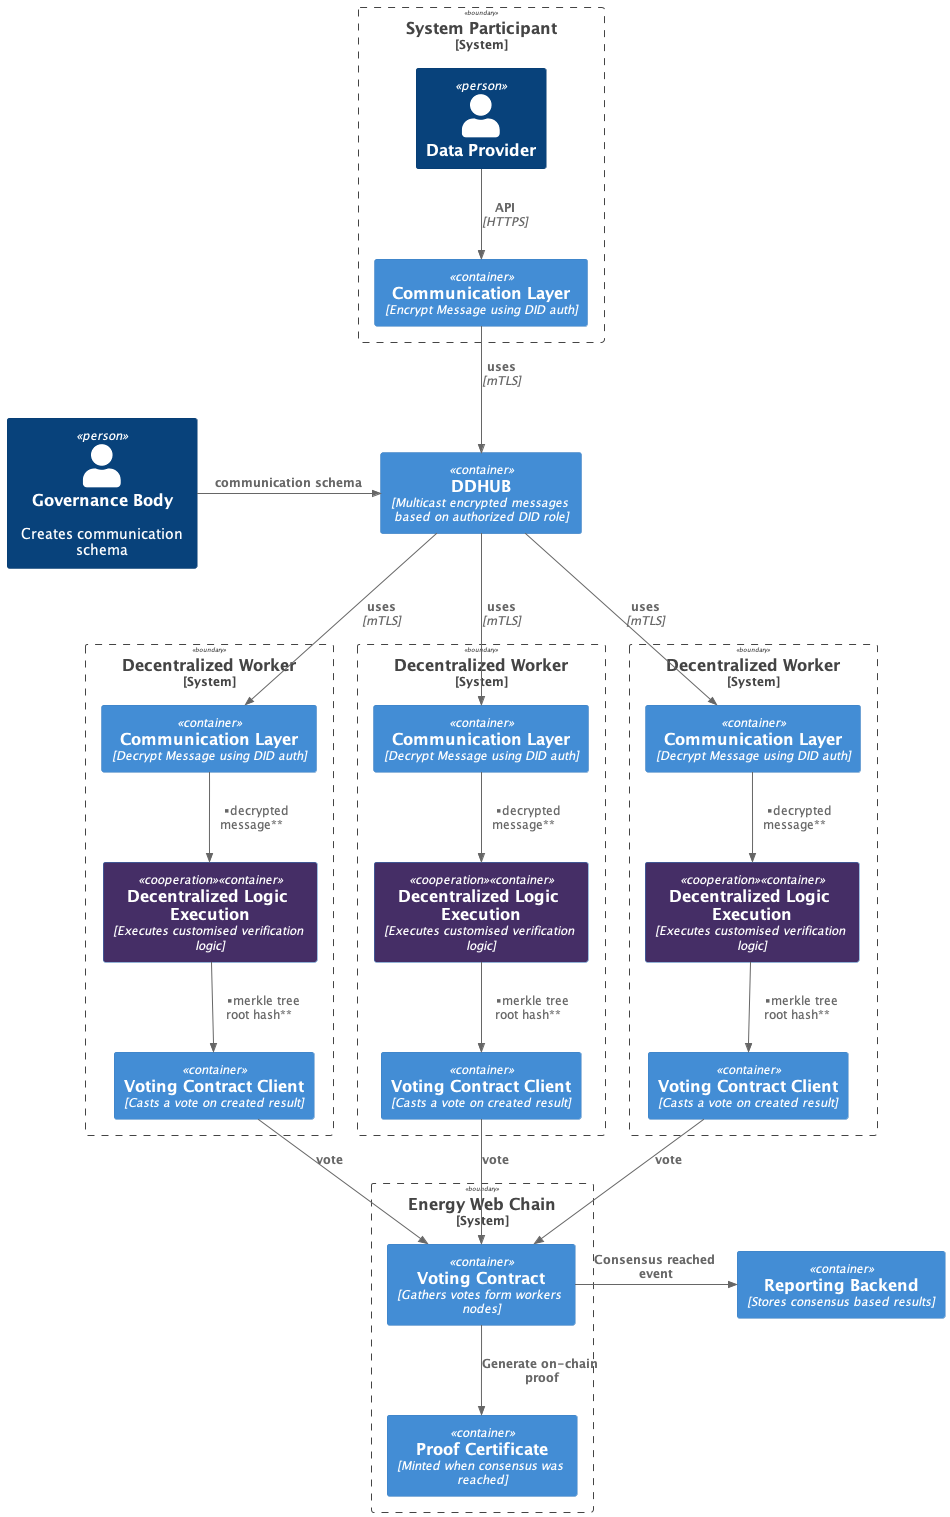 «boundary»
System Participant
[System]
«person»
Data Provider
API
[HTTPS]
«container»
Communication Layer
[Encrypt Message using DID auth]
uses
[mTLS]
«person»
Governance Body
Creates communication
schema
communication schema
«container»
DDHUB
[Multicast encrypted messages
based on authorized DID role]
uses
[mTLS]
uses
[mTLS]
uses
[mTLS]
«boundary»
Decentralized Worker
[System]
«container»
Communication Layer
[Decrypt Message using DID auth]
▪decrypted
message**
«cooperation»«container»
Decentralized Logic
Execution
[Executes customised verification
logic]
▪merkle tree
root hash**
«container»
Voting Contract Client
[Casts a vote on created result]
«boundary»
Decentralized Worker
[System]
«container»
Communication Layer
[Decrypt Message using DID auth]
▪decrypted
message**
«cooperation»«container»
Decentralized Logic
Execution
[Executes customised verification
logic]
▪merkle tree
root hash**
«container»
Voting Contract Client
[Casts a vote on created result]
«boundary»
Decentralized Worker
[System]
«container»
Communication Layer
[Decrypt Message using DID auth]
▪decrypted
message**
«cooperation»«container»
Decentralized Logic
Execution
[Executes customised verification
logic]
▪merkle tree
root hash**
«container»
Voting Contract Client
[Casts a vote on created result]
vote
vote
vote
«boundary»
Energy Web Chain
[System]
«container»
Voting Contract
[Gathers votes form workers
nodes]
Consensus reached
event
«container»
Reporting Backend
[Stores consensus based results]
Generate on-chain
proof
«container»
Proof Certificate
[Minted when consensus was
reached]